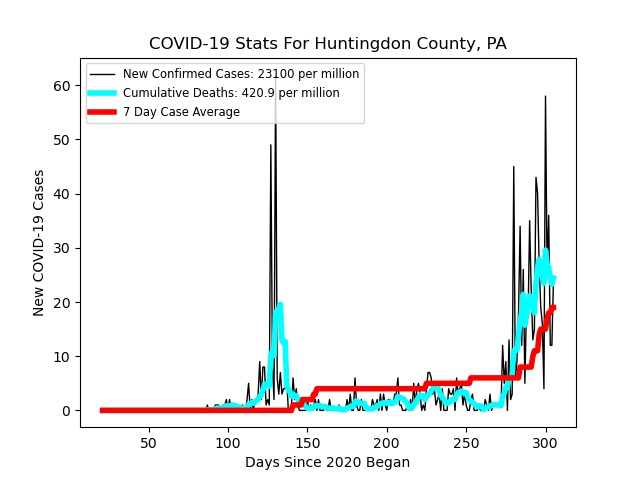 COVID-19 Stats For Huntingdon County, PA
New Confirmed Cases: 23100 per million
Cumulative Deaths: 420.9 per million
7 Day Case Average
New COVID-19 Cases
60
50
40
30
20
10
0
50 100 150 200 250 300
Days Since 2020 Began